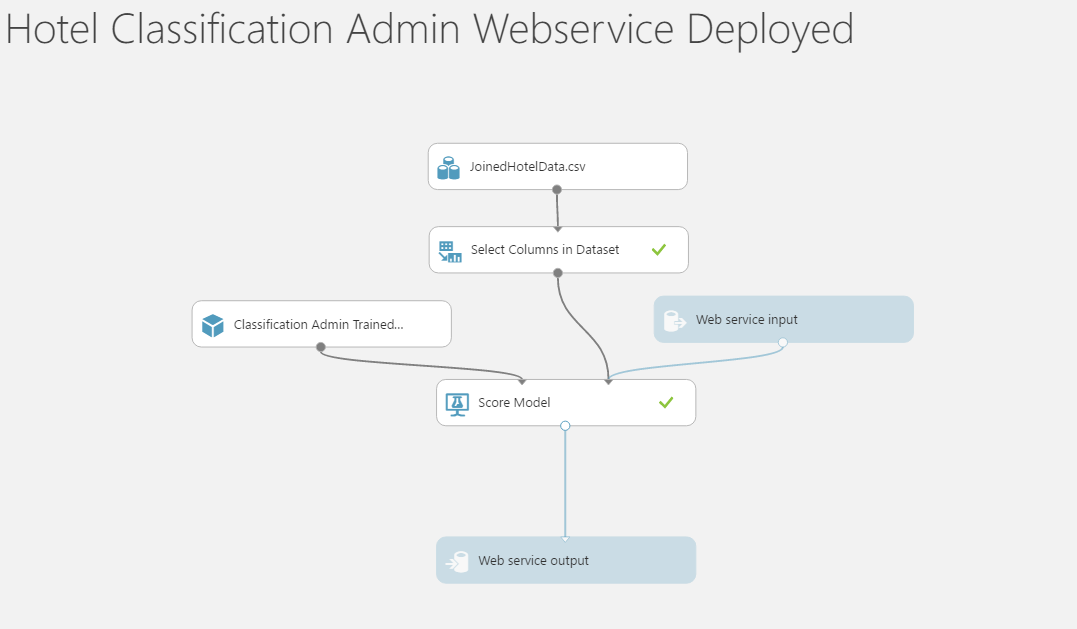 Hotel Classification Admin Webservice Deployed
JoinedHotelData.csv
Select Columns in Dataset
Classification Admin Trained...
Web service input
Score Model
Web service output